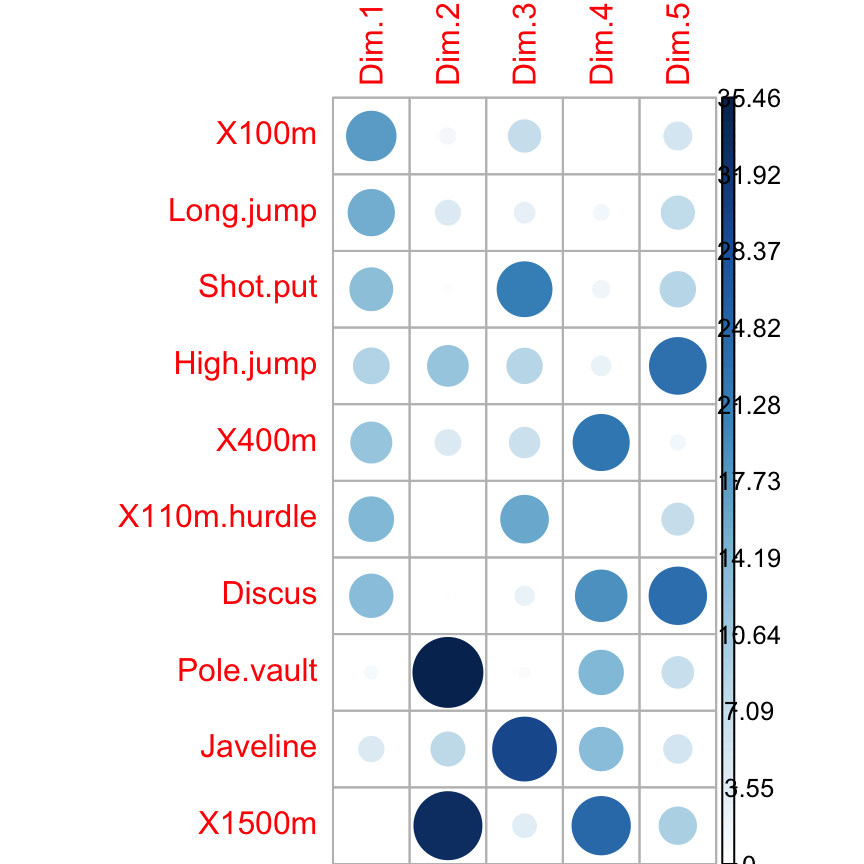 Dim.1 Dim.2 Dim.3 Dim.4 Dim.5
35.46
X100m
31.92
Long.jump
28.37
Shot.put
24.82
High.jump
21.28
X400m
17.73
X110m.hurdle
14.19
Discus
10.64
Pole.vault
7.09
Javeline
3.55
X1500m
0